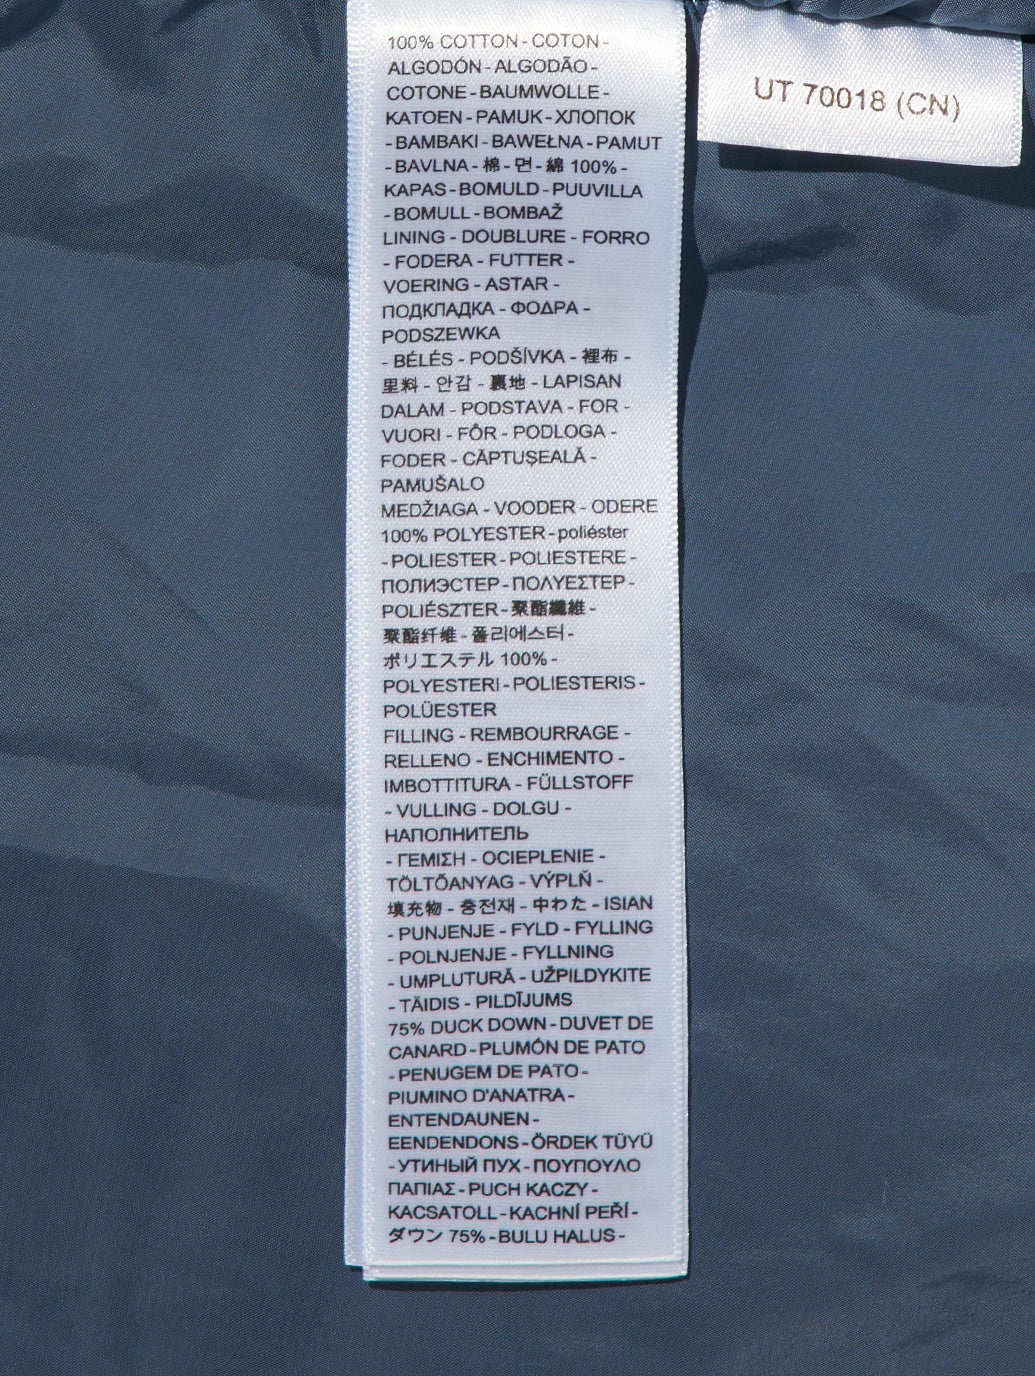 100% COTTON - COTON -
ALGODÓN - ALGODÃO -
COTONE - BAUMWOLLE -
KATOEN - PAMUK - ХЛОПОК
- BAMBAKI - BAWEŁNA - PAMUT
- BAVLNA - 棉 - 면 - 綿 100% -
KAPAS - BOMULD - PUUVILLA
- BOMULL - BOMBAŽ
LINING - DOUBLURE - FORRO
- FODERA - FUTTER -
VOERING - ASTAR -
ПОДКЛАДКА - ΦΟΔΡΑ -
PODSZEWKA
- BÉLÉS - PODŠÍVKA - 裡布 -
里料 - 안감 - 裏地 - LAPISAN
DALAM - PODSTAVA - FOR -
VUORI - FÔR - PODLOGA -
FODER - CĂPTUȘEALĂ -
PAMUŠALO
MEDŽIAGA - VOODER - ODERE
100% POLYESTER - poliéster
- POLIESTER - POLIESTERE -
ПОЛИЭСТЕР - ΠΟΛΥΕΣΤΕΡ -
POLIÉSZTER - 聚酯纖維 -
聚酯纤维 - 폴리에스터 -
ポリエステル 100% -
POLYESTERI - POLIESTERIS -
POLÜESTER
FILLING - REMBOURRAGE -
RELLENO - ENCHIMENTO -
IMBOTTITURA - FÜLLSTOFF
- VULLING - DOLGU -
НАПОЛНИТЕЛЬ
- ΓΕΜΙΣΗ - OCIEPLENIE -
TÖLTŐANYAG - VÝPLŇ -
填充物 - 충전재 - 中わた - ISIAN
- PUNJENJE - FYLD - FYLLING
- POLNJENJE - FYLLNING
- UMPLUTURĂ - UŽPILDYKITE
- TÄIDIS - PILDĪJUMS
75% DUCK DOWN - DUVET DE
CANARD - PLUMÓN DE PATO
- PENUGEM DE PATO -
PIUMINO D'ANATRA -
ENTENDAUNEN -
EENDENDONS - ÖRDEK TÜYÜ
- УТИНЫЙ ПУХ - ΠΟΥΠΟΥΛΟ
ΠΑΠΙΑΣ - PUCH KACZY -
KACSATOLL - KACHNÍ PEŘÍ -
ダウン 75% - BULU HALUS -
UT 70018 (CN)